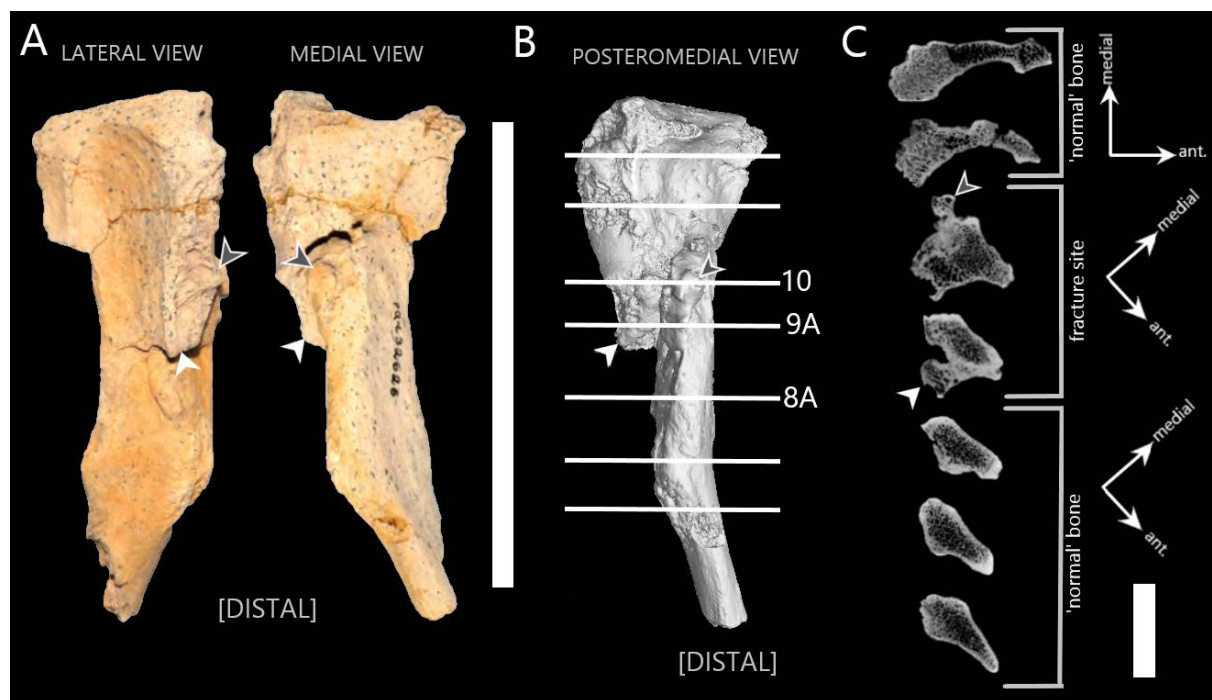 A
LATERAL VIEW
MEDIAL VIEW
[DISTAL]
B
POSTEROMEDIAL VIEW
10
9A
8A
[DISTAL]
C
'normal' bone
fracture site
'normal' bone
medial
ant.
medial
ant.
medial
ant.